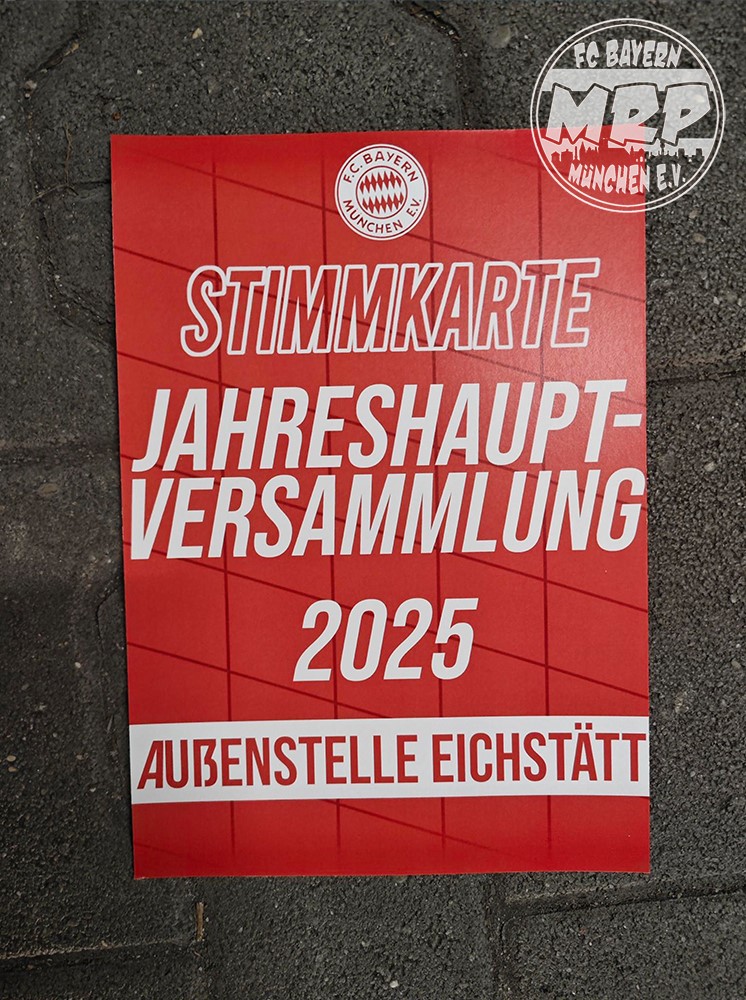 FC BAYERN
MRP
MÜNCHEN E.V.
F.C. BAYERN
MÜNCHEN E.V.
STIMMKARTE
JAHRESHAUPT-
VERSAMMLUNG
2025
AUßENSTELLE EICHSTÄTT